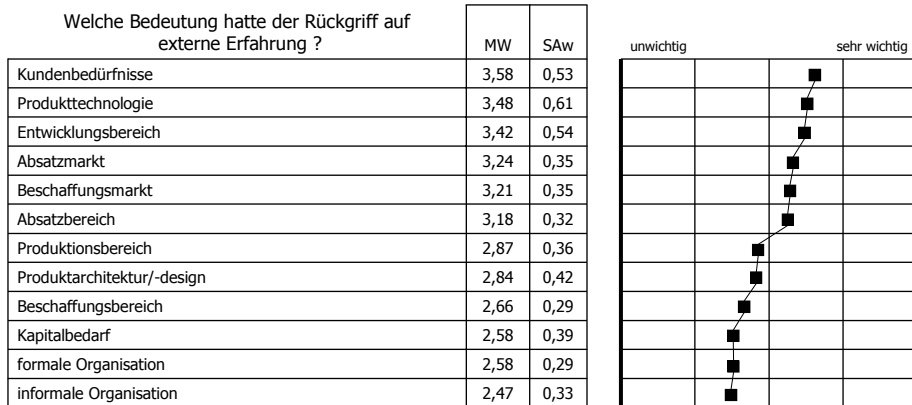 Welche Bedeutung hatte der Rückgriff auf
externe Erfahrung ?
MW SAw unwichtig sehr wichtig
Kundenbedürfnisse 3,58 0,53
Produkttechnologie 3,48 0,61
Entwicklungsbereich 3,42 0,54
Absatzmarkt 3,24 0,35
Beschaffungsmarkt 3,21 0,35
Absatzbereich 3,18 0,32
Produktionsbereich 2,87 0,36
Produktarchitektur/-design 2,84 0,42
Beschaffungsbereich 2,66 0,29
Kapitalbedarf 2,58 0,39
formale Organisation 2,58 0,29
informale Organisation 2,47 0,33